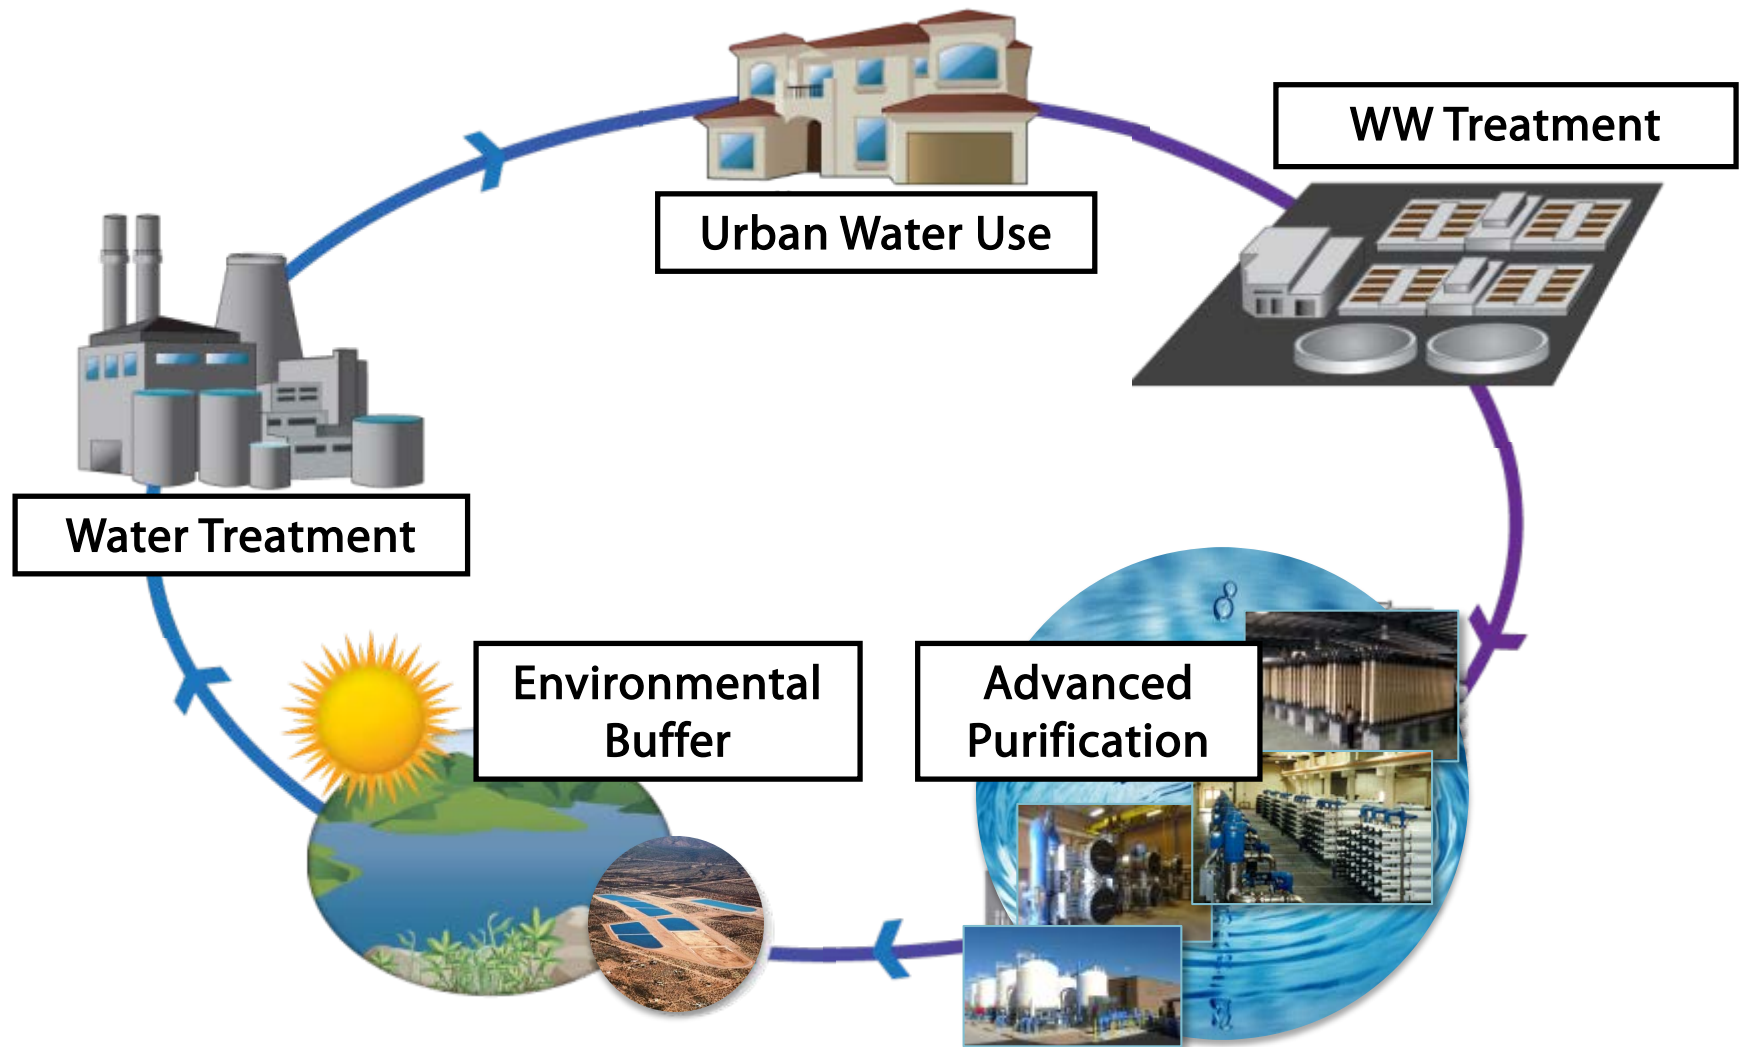 Urban Water Use
WW Treatment
Water Treatment
Environmental
Buffer
Advanced
Purification